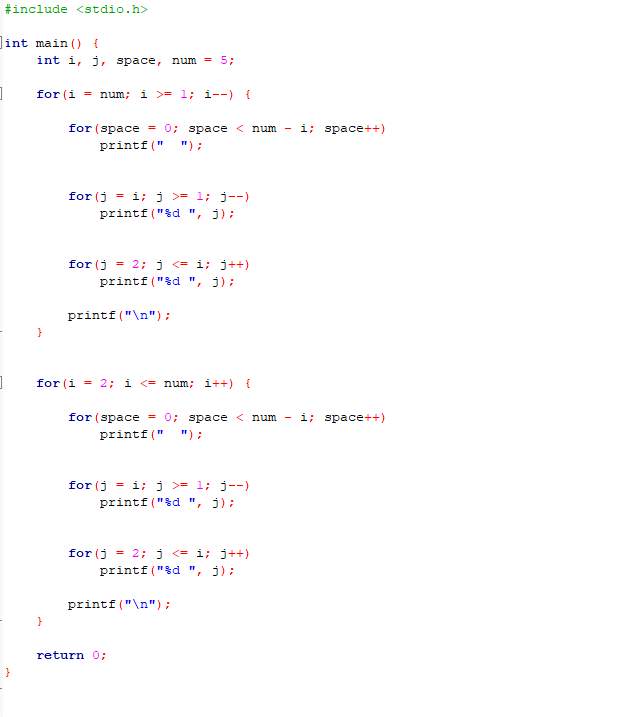 #include <stdio.h>
int main() {
    int i, j, space, num = 5;
    for(i = num; i >= 1; i--) {
        for(space = 0; space < num - i; space++)
            printf("  ");
        for(j = i; j >= 1; j--)
            printf("%d ", j);
        for(j = 2; j <= i; j++)
            printf("%d ", j);
        printf("\n");
    }
    for(i = 2; i <= num; i++) {
        for(space = 0; space < num - i; space++)
            printf("  ");
        for(j = i; j >= 1; j--)
            printf("%d ", j);
        for(j = 2; j <= i; j++)
            printf("%d ", j);
        printf("\n");
    }
    return 0;
}